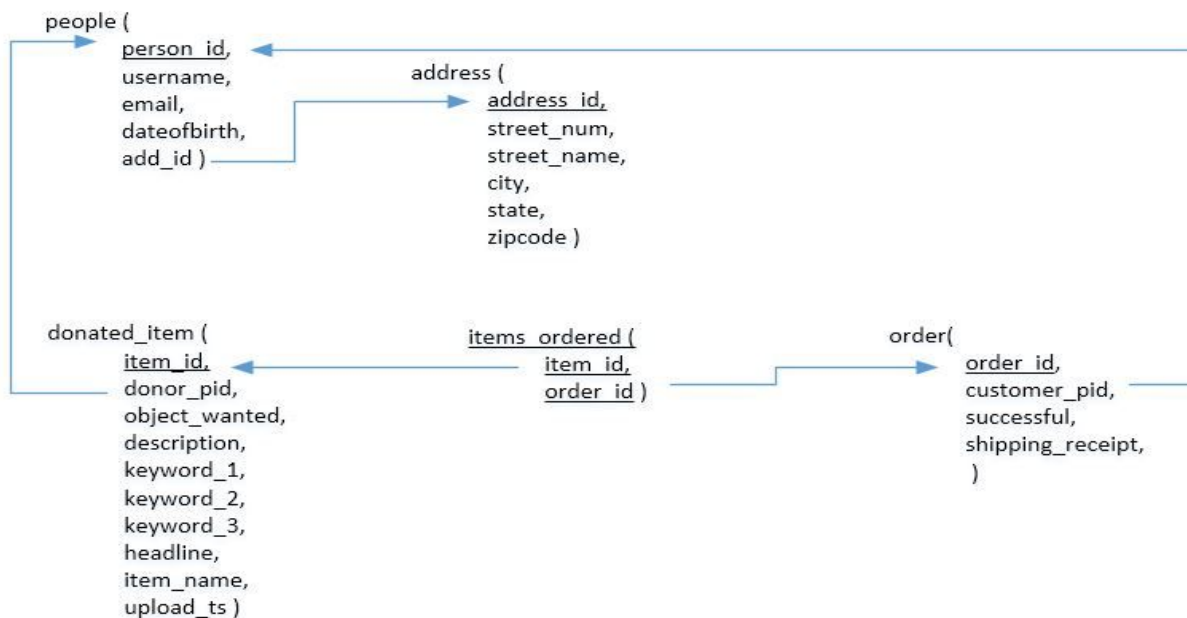 people (
person_id,
username,
email,
dateofbirth,
add_id )
address (
address_id,
street_num,
street_name,
city,
state,
zipcode )
donated_item (
item_id,
donor_pid,
object_wanted,
description,
keyword_1,
keyword_2,
keyword_3,
headline,
item_name,
upload_ts )
items_ordered (
item_id,
order_id )
order(
order_id,
customer_pid,
successful,
shipping_receipt,
)